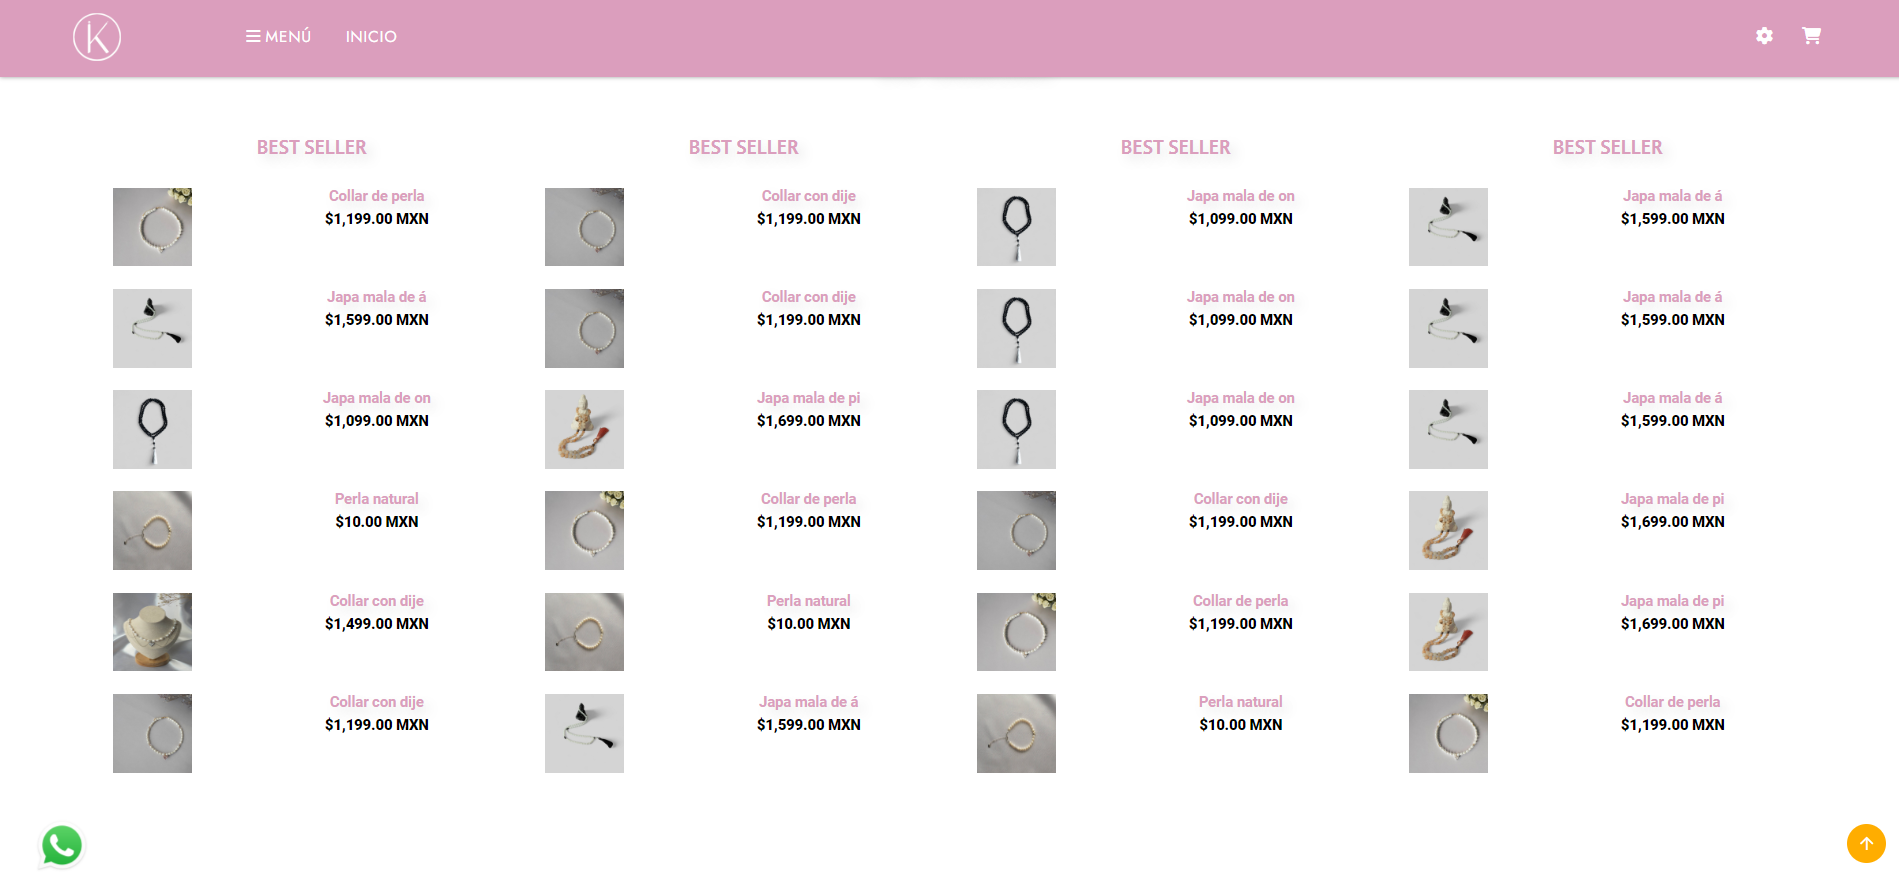 K
MENÚ INICIO
BEST SELLER
Collar de perla
$1,199.00 MXN
Japa mala de á
$1,599.00 MXN
Japa mala de on
$1,099.00 MXN
Perla natural
$10.00 MXN
Collar con dije
$1,499.00 MXN
Collar con dije
$1,199.00 MXN
BEST SELLER
Collar con dije
$1,199.00 MXN
Collar con dije
$1,199.00 MXN
Japa mala de pi
$1,699.00 MXN
Collar de perla
$1,199.00 MXN
Perla natural
$10.00 MXN
Japa mala de á
$1,599.00 MXN
BEST SELLER
Japa mala de on
$1,099.00 MXN
Japa mala de on
$1,099.00 MXN
Japa mala de on
$1,099.00 MXN
Collar con dije
$1,199.00 MXN
Collar de perla
$1,199.00 MXN
Perla natural
$10.00 MXN
BEST SELLER
Japa mala de á
$1,599.00 MXN
Japa mala de á
$1,599.00 MXN
Japa mala de á
$1,599.00 MXN
Japa mala de pi
$1,699.00 MXN
Japa mala de pi
$1,699.00 MXN
Collar de perla
$1,199.00 MXN